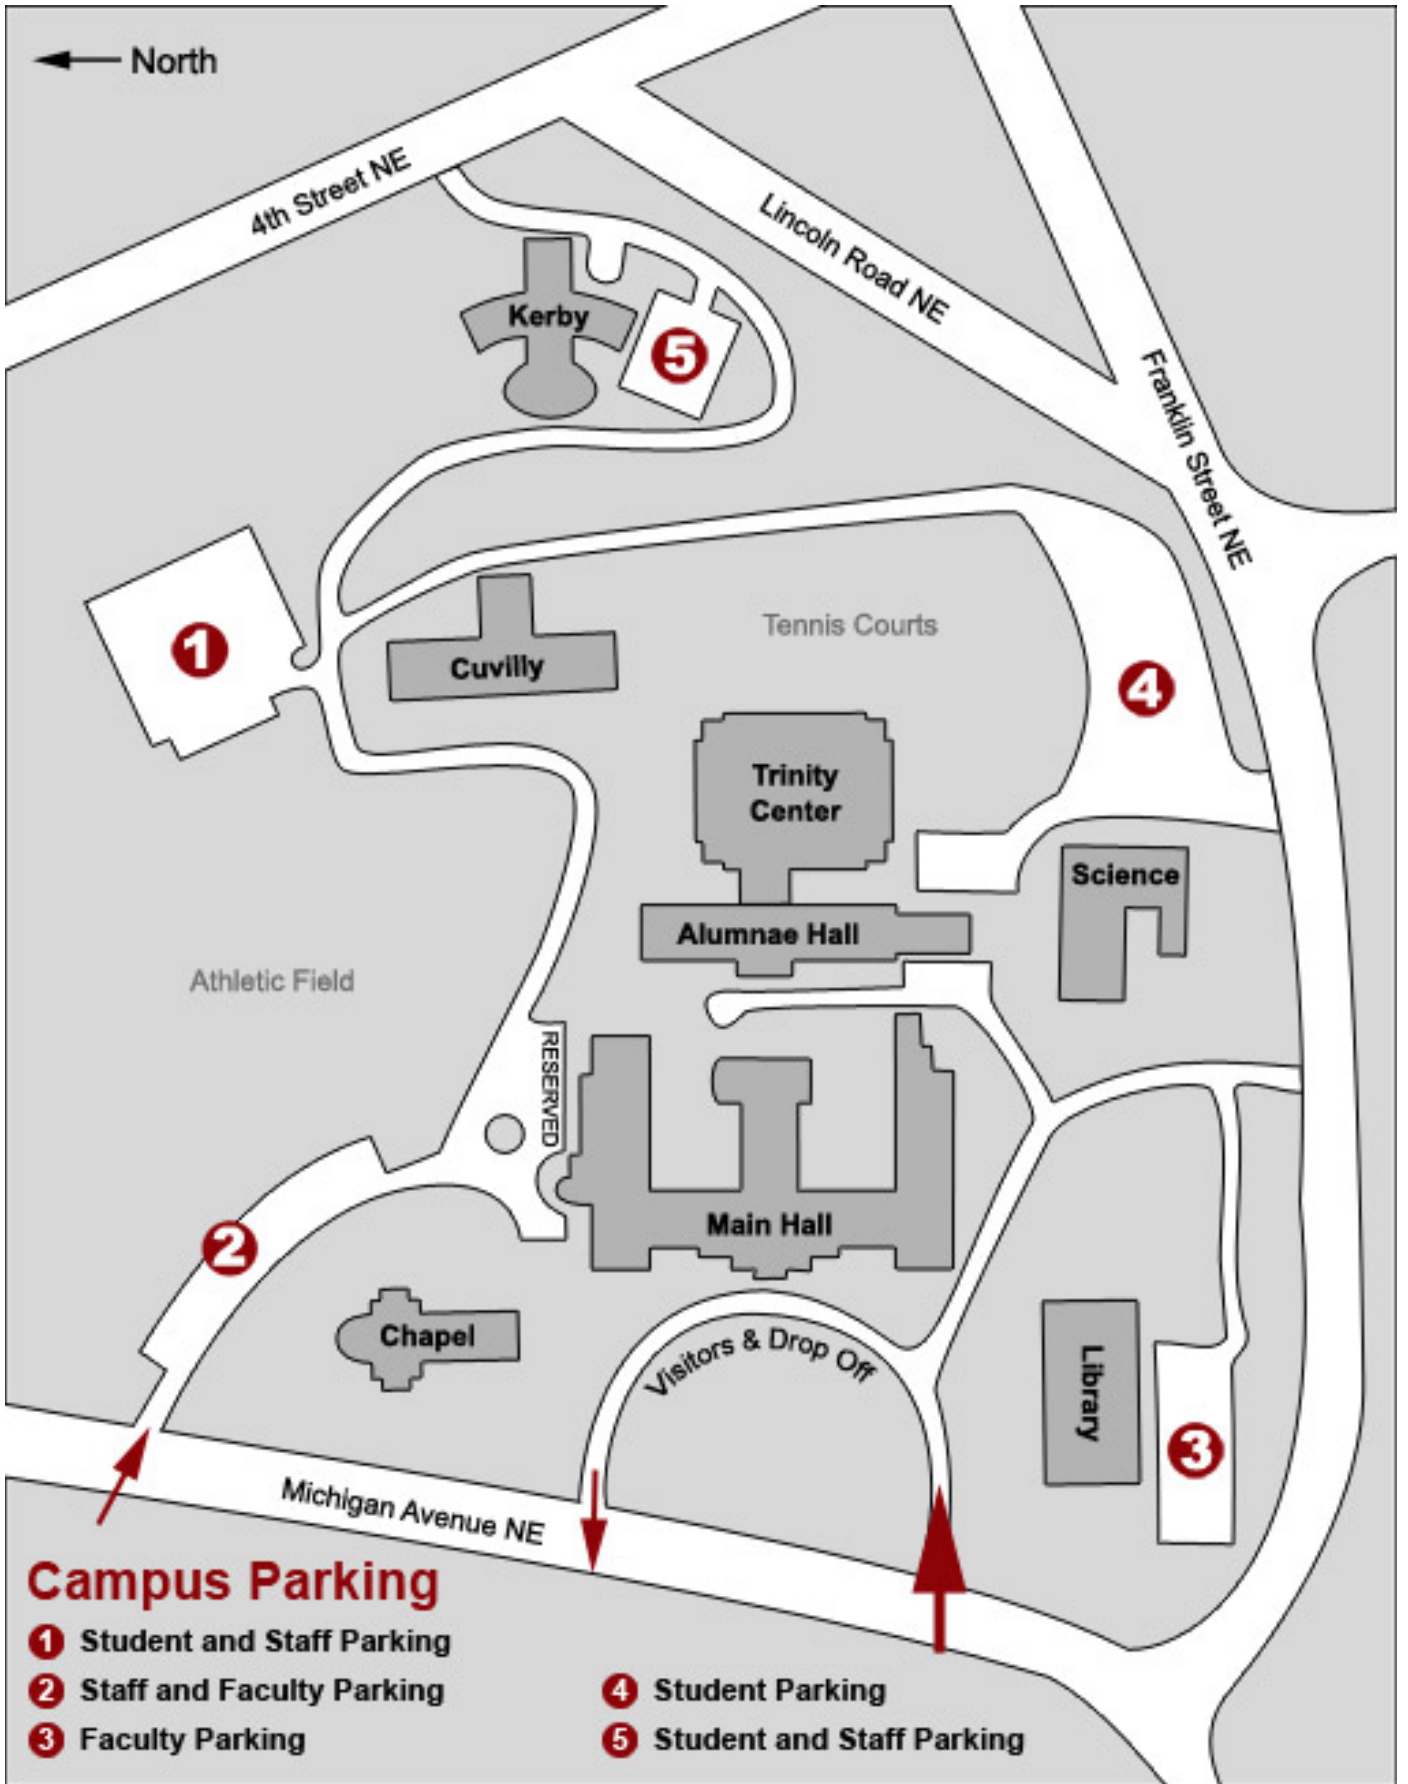 North
4th Street NE
Lincoln Road NE
Kerby
5
Franklin Street NE
1
Cuvilly
Tennis Courts
4
Trinity
Center
Science
Alumnae Hall
Athletic Field
RESERVED
Main Hall
2
Chapel
Visitors & Drop Off
Library
3
Michigan Avenue NE
Campus Parking
1 Student and Staff Parking
2 Staff and Faculty Parking
3 Faculty Parking
4 Student Parking
5 Student and Staff Parking